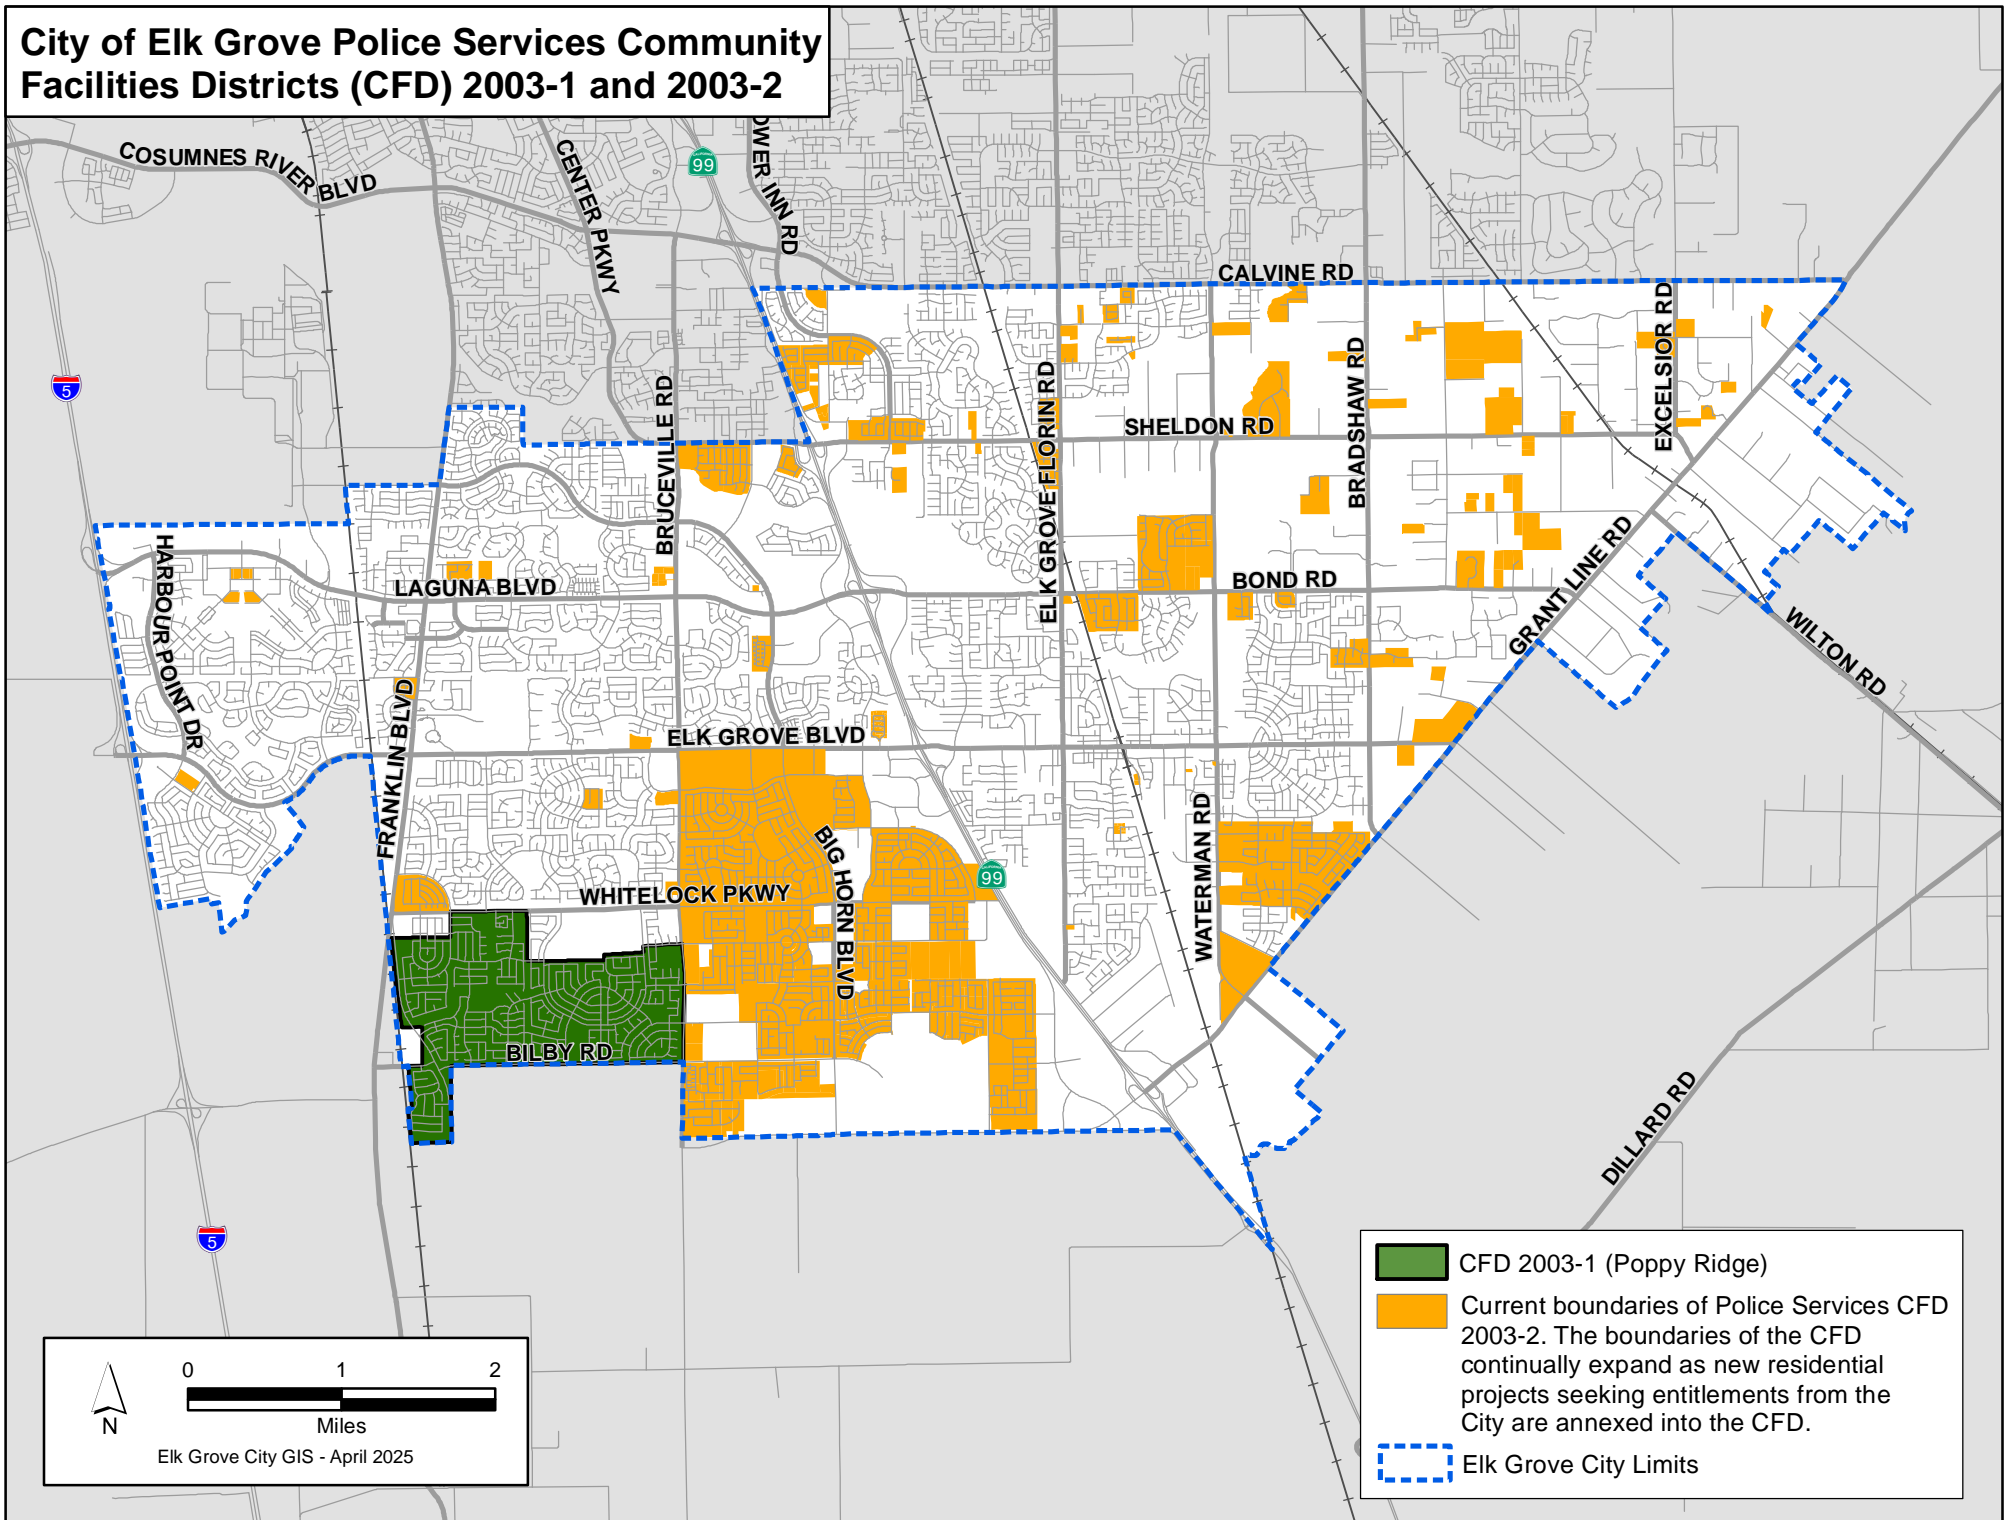 City of Elk Grove Police Services Community
Facilities Districts (CFD) 2003-1 and 2003-2
COSUMNES RIVER BLVD
CENTER PKWY
99
OWER INN RD
CALVINE RD
EXCELSIOR RD
5
BRUCEVILLE RD
ELK GROVE FLORIN RD
BRADSHAW RD
SHELDON RD
HARBOUR POINT DR
LAGUNA BLVD
BOND RD
GRANT LINE RD
WILTON RD
FRANKLIN BLVD
ELK GROVE BLVD
WATERMAN RD
BIG HORN BLVD
99
WHITELOCK PKWY
BILBY RD
DILLARD RD
5
CFD 2003-1 (Poppy Ridge)
Current boundaries of Police Services CFD
2003-2. The boundaries of the CFD
continually expand as new residential
projects seeking entitlements from the
City are annexed into the CFD.
Elk Grove City Limits
0 1 2
Miles
N
Elk Grove City GIS - April 2025